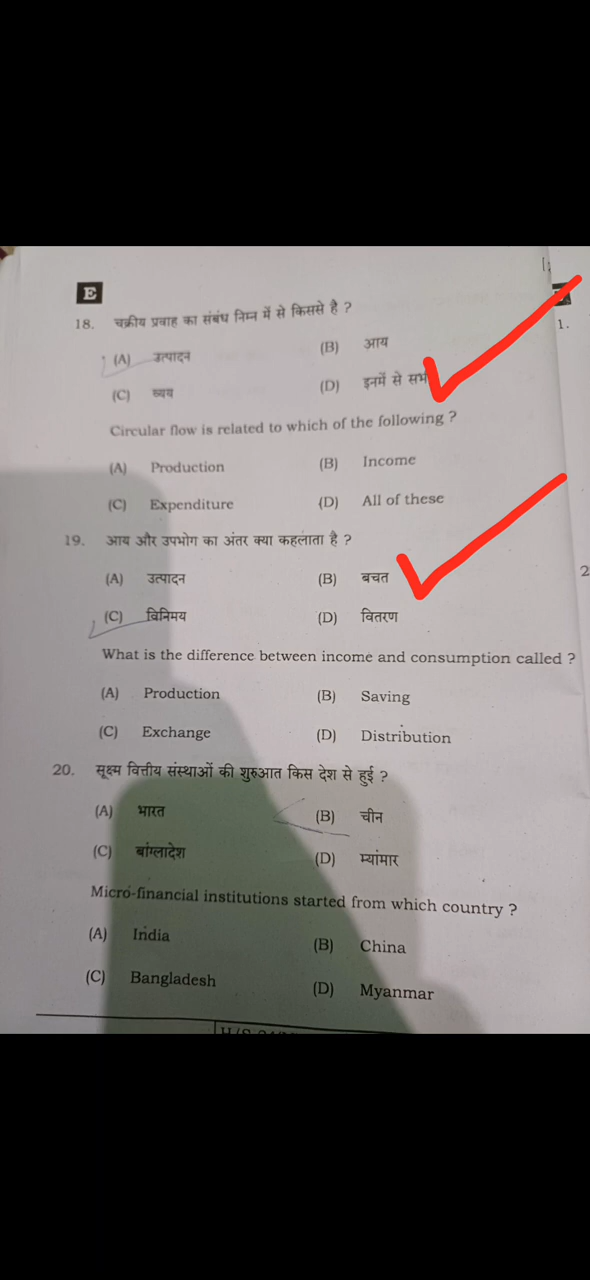 E
18. चक्रीय प्रवाह का संबंध निम्न में से किससे है ?
(A) उत्पादन (B) आय
(C) व्यय (D) इनमें से सभी
Circular flow is related to which of the following ?
(A) Production (B) Income
(C) Expenditure (D) All of these
19. आय और उपभोग का अंतर क्या कहलाता है ?
(A) उत्पादन (B) बचत
(C) विनिमय (D) वितरण
What is the difference between income and consumption called ?
(A) Production (B) Saving
(C) Exchange (D) Distribution
20. सूक्ष्म वित्तीय संस्थाओं की शुरुआत किस देश से हुई ?
(A) भारत (B) चीन
(C) बांग्लादेश (D) म्यांमार
Micro-financial institutions started from which country ?
(A) India (B) China
(C) Bangladesh (D) Myanmar
1.
2